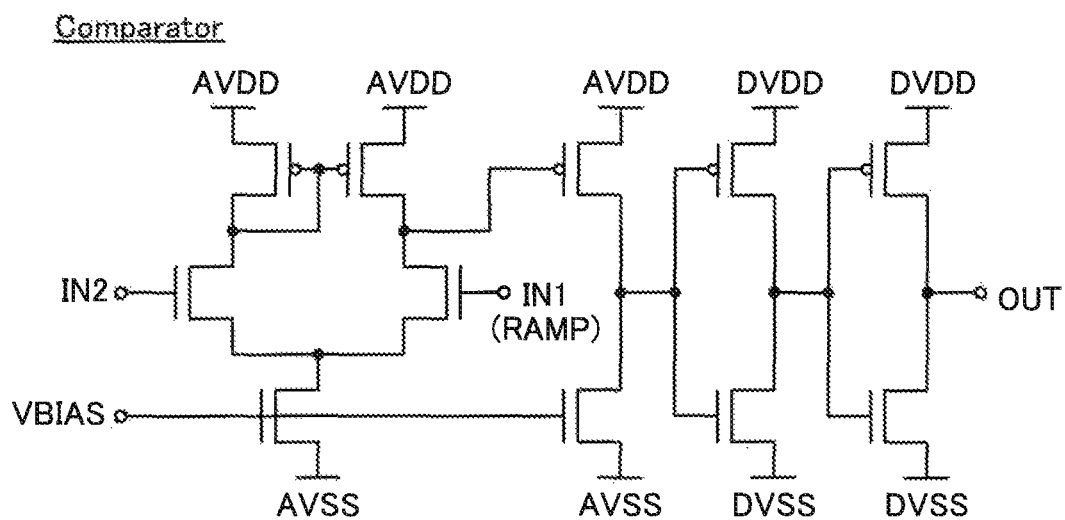 Comparator
AVDD AVDD AVDD DVDD DVDD
IN2 IN1 OUT
(RAMP)
VBIAS
AVSS AVSS DVSS DVSS